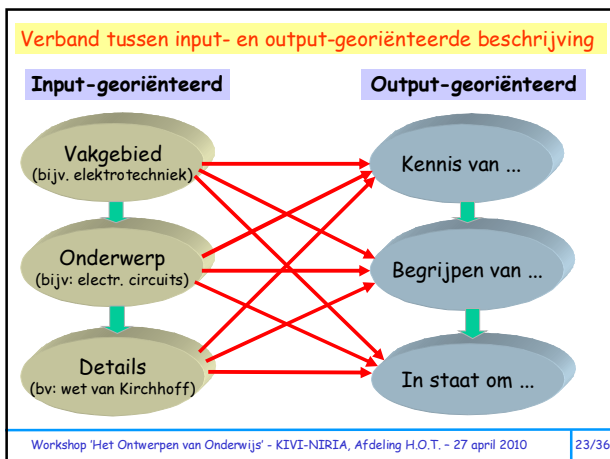 Verband tussen input- en output-georiënteerde beschrijving
Input-georiënteerd
Output-georiënteerd
Vakgebied
(bijv. elektrotechniek)
Kennis van ...
Onderwerp
(bijv: electr. circuits)
Begrijpen van ...
Details
(bv: wet van Kirchhoff)
In staat om ...
Workshop 'Het Ontwerpen van Onderwijs' - KIVI-NIRIA, Afdeling H.O.T. – 27 april 2010
23/36